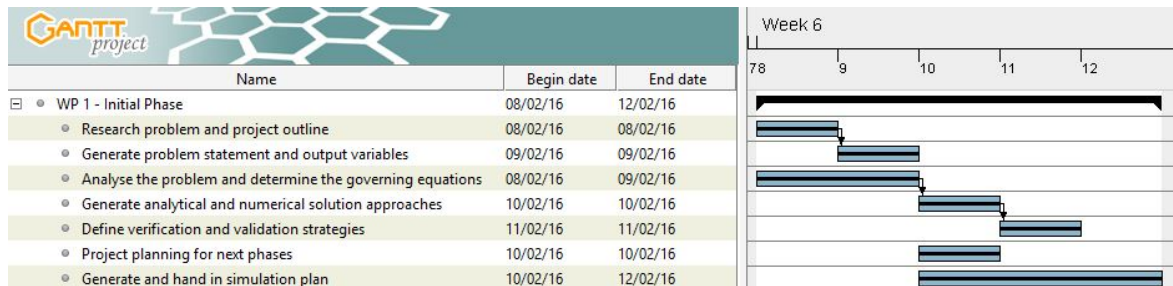 GANTT
project
Week 6
78 9 10 11 12
Name Begin date End date
WP 1 - Initial Phase 08/02/16 12/02/16
Research problem and project outline 08/02/16 08/02/16
Generate problem statement and output variables 09/02/16 09/02/16
Analyse the problem and determine the governing equations 08/02/16 09/02/16
Generate analytical and numerical solution approaches 10/02/16 10/02/16
Define verification and validation strategies 11/02/16 11/02/16
Project planning for next phases 10/02/16 10/02/16
Generate and hand in simulation plan 10/02/16 12/02/16